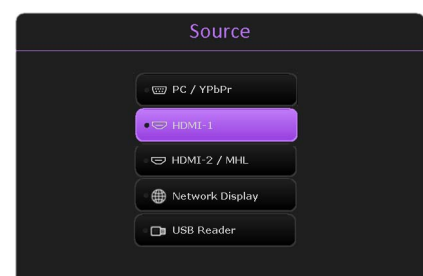 Source
PC / YPbPr
HDMI-1
HDMI-2 / MHL
Network Display
USB Reader